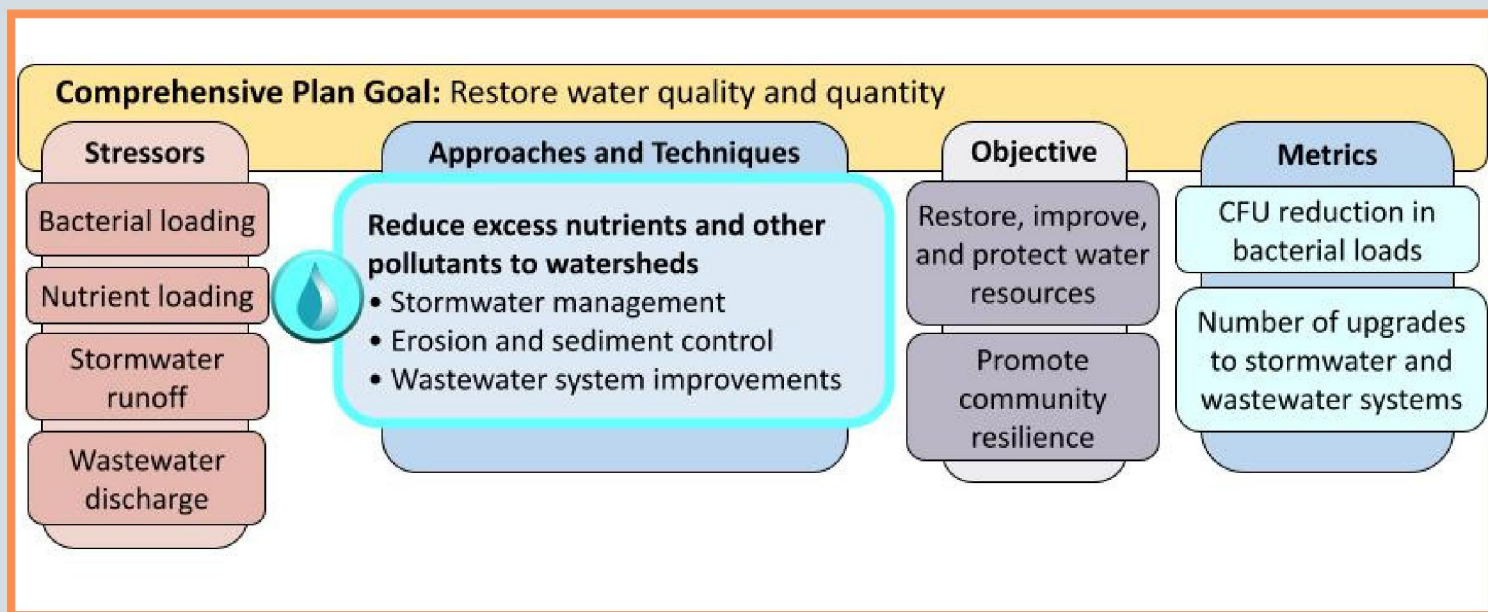 Comprehensive Plan Goal: Restore water quality and quantity
Stressors
Bacterial loading
Nutrient loading
Stormwater
runoff
Wastewater
discharge
Approaches and Techniques
Reduce excess nutrients and other
pollutants to watersheds
• Stormwater management
• Erosion and sediment control
• Wastewater system improvements
Objective
Restore, improve,
and protect water
resources
Promote
community
resilience
Metrics
CFU reduction in
bacterial loads
Number of upgrades
to stormwater and
wastewater systems